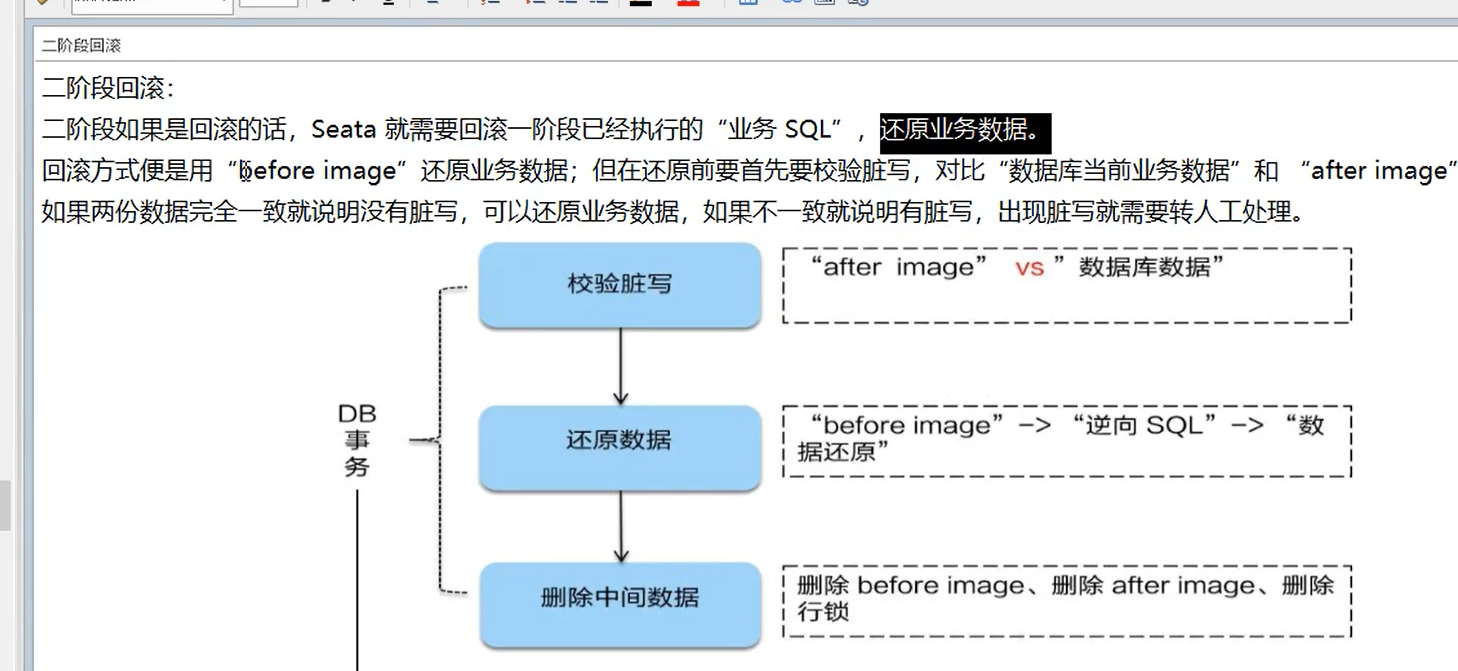 二阶段回滚
二阶段回滚：
二阶段如果是回滚的话，Seata 就需要回滚一阶段已经执行的“业务 SQL”，还原业务数据。
回滚方式便是用“before image”还原业务数据；但在还原前要首先要校验脏写，对比“数据库当前业务数据”和 “after image”
如果两份数据完全一致就说明没有脏写，可以还原业务数据，如果不一致就说明有脏写，出现脏写就需要转人工处理。
校验脏写
“after image” vs ”数据库数据”
DB
事
务
还原数据
“before image” –> “逆向 SQL” –> “数
据还原”
删除中间数据
删除 before image、删除 after image、删除
行锁